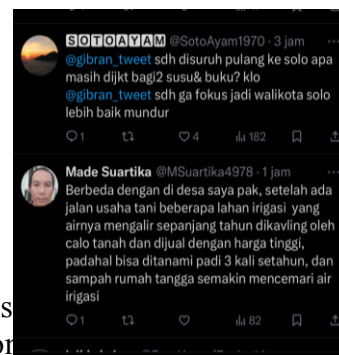 SOTOAYAM @SotoAyam1970 · 3 jam
@gibran_tweet sdh disuruh pulang ke solo apa
masih dijkt bagi2 susu& buku? klo
@gibran_tweet sdh ga fokus jadi walikota solo
lebih baik mundur
1 4 182
Made Suartika @MSuartika4978 · 1 jam
Berbeda dengan di desa saya pak, setelah ada
jalan usaha tani beberapa lahan irigasi yang
airnya mengalir sepanjang tahun dikavling oleh
calo tanah dan dijual dengan harga tinggi,
padahal bisa ditanami padi 3 kali setahun, dan
sampah rumah tangga semakin mencemari air
irigasi
1 82